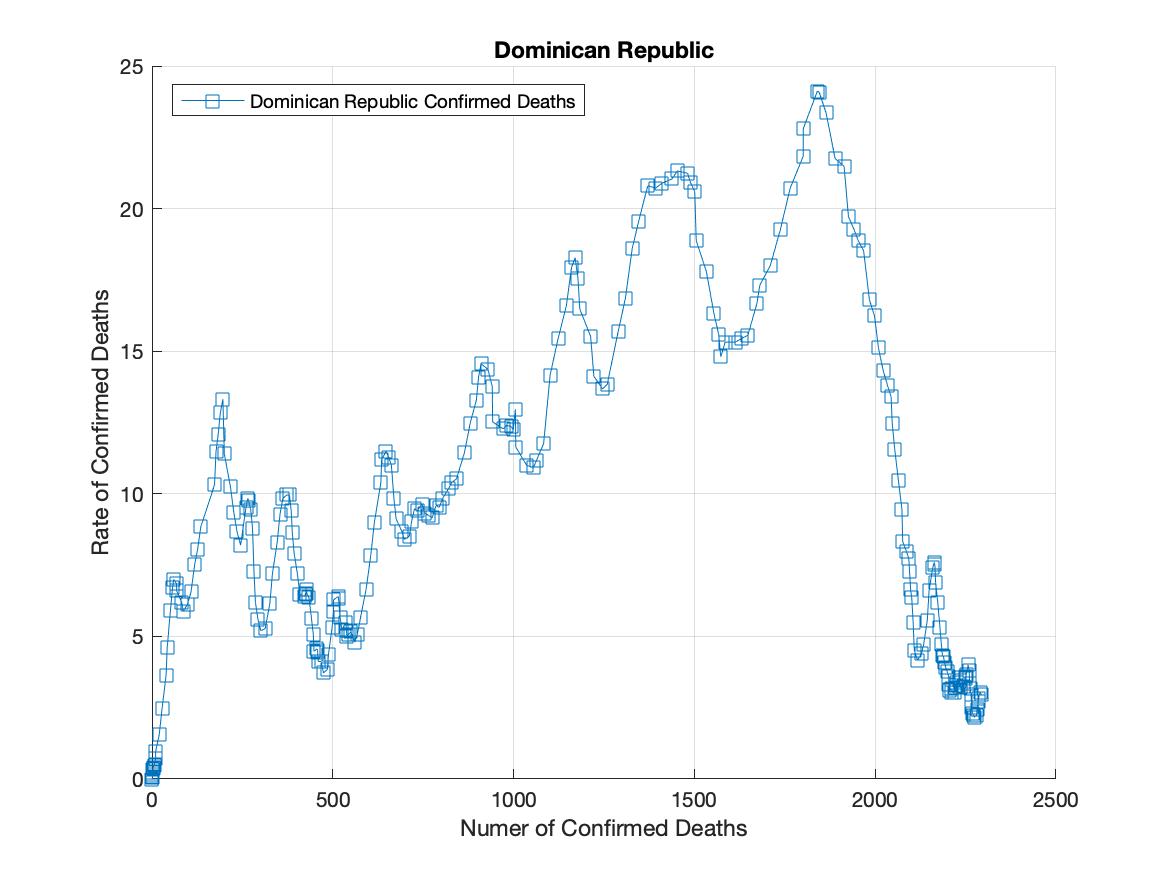 Dominican Republic
25
Dominican Republic Confirmed Deaths
20
15
10
5
0
Rate of Confirmed Deaths
0 500 1000 1500 2000 2500
Numer of Confirmed Deaths